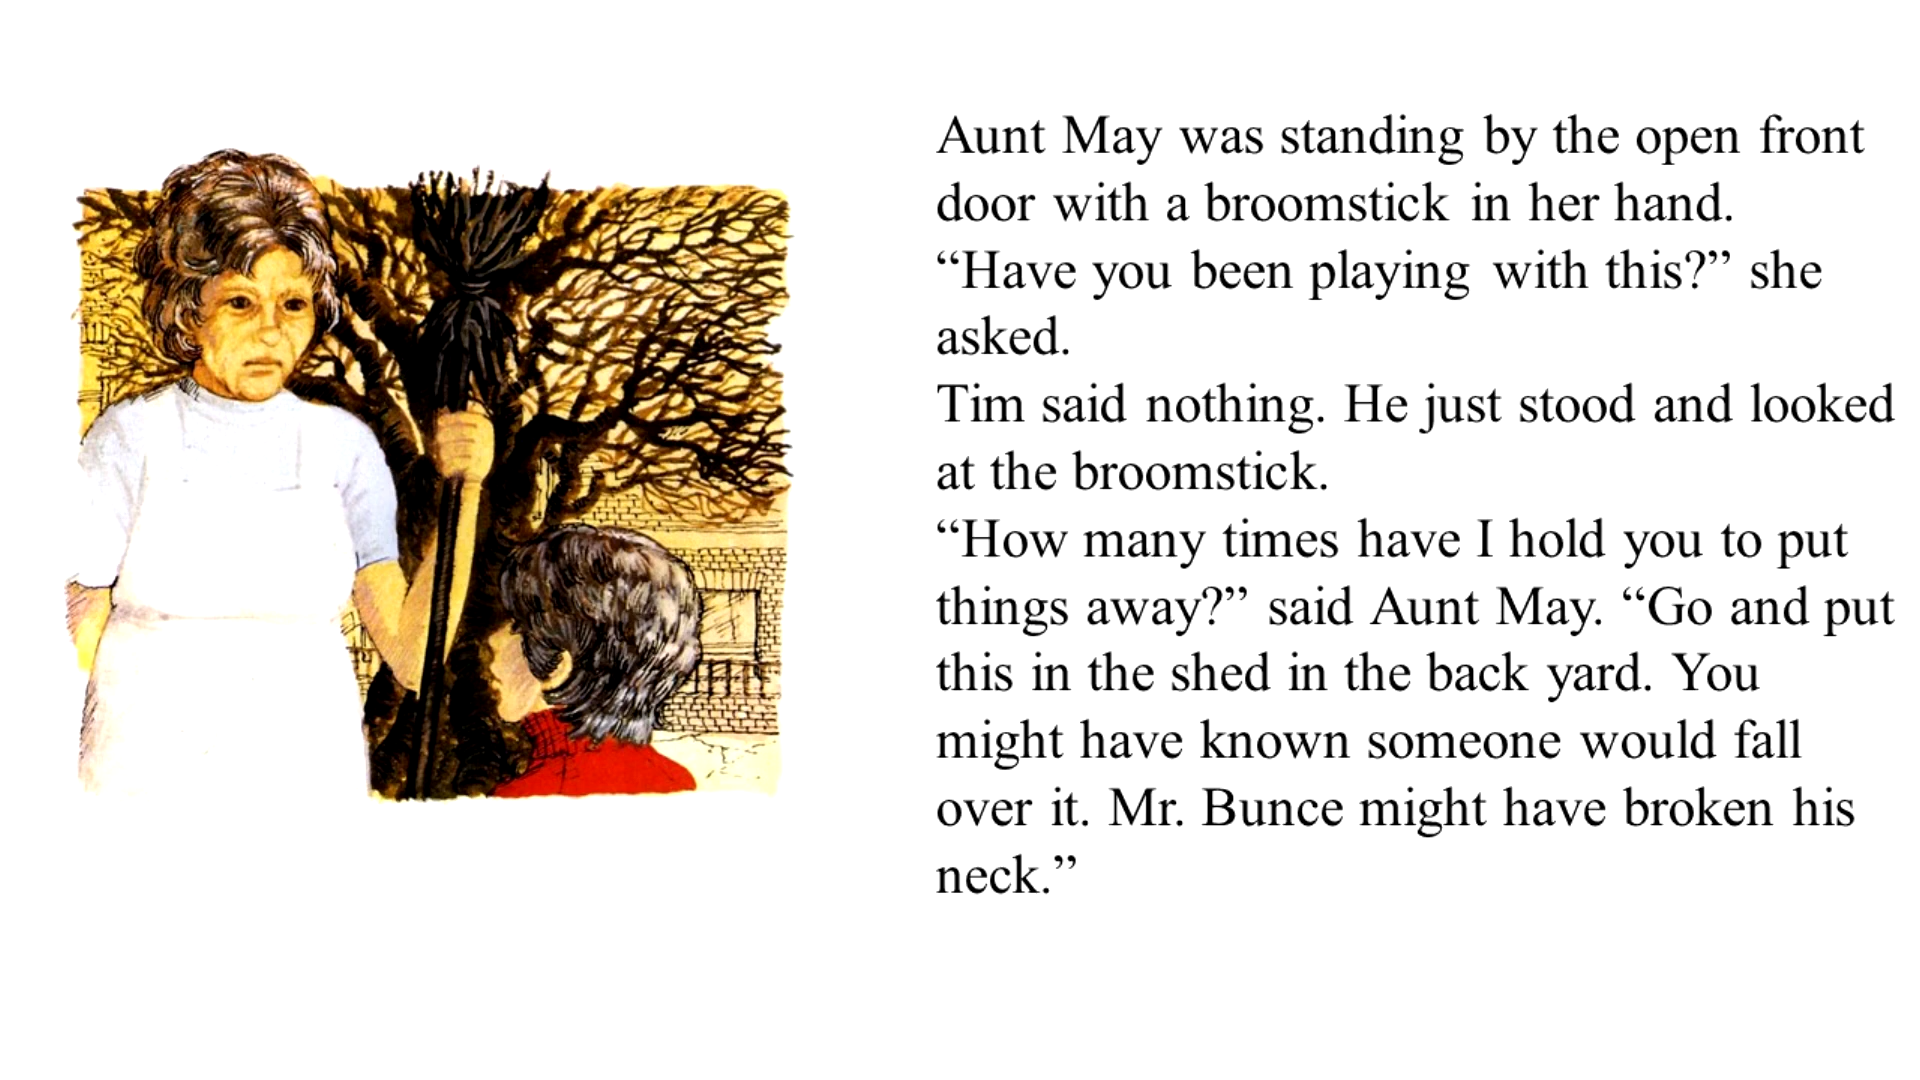 Aunt May was standing by the open front
door with a broomstick in her hand.
“Have you been playing with this?” she
asked.
Tim said nothing. He just stood and looked
at the broomstick.
“How many times have I hold you to put
things away?” said Aunt May. “Go and put
this in the shed in the back yard. You
might have known someone would fall
over it. Mr. Bunce might have broken his
neck.”